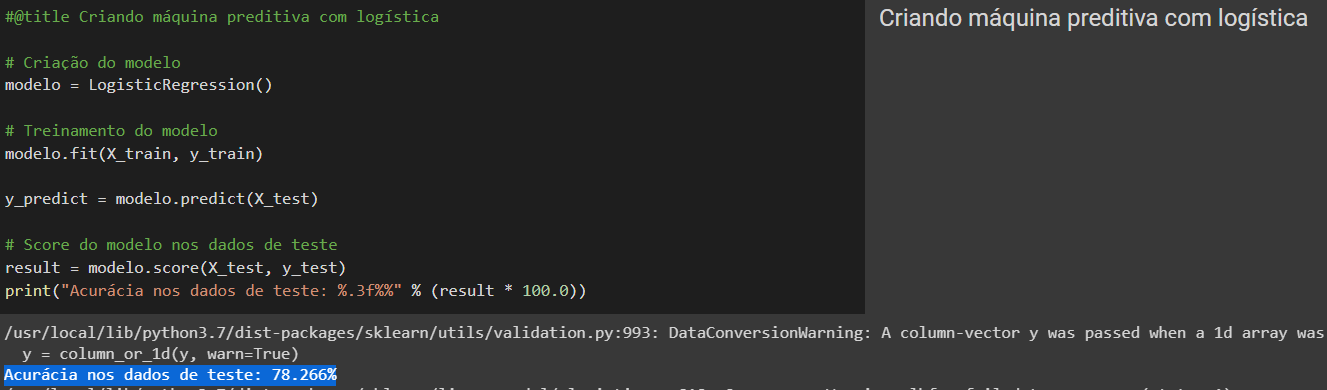 #@title Criando máquina preditiva com logística
Criando máquina preditiva com logística
# Criação do modelo
modelo = LogisticRegression()
# Treinamento do modelo
modelo.fit(X_train, y_train)
y_predict = modelo.predict(X_test)
# Score do modelo nos dados de teste
result = modelo.score(X_test, y_test)
print("Acurácia nos dados de teste: %.3f%%" % (result * 100.0))
/usr/local/lib/python3.7/dist-packages/sklearn/utils/validation.py:993: DataConversionWarning: A column-vector y was passed when a 1d array was
y = column_or_1d(y, warn=True)
Acurácia nos dados de teste: 78.266%